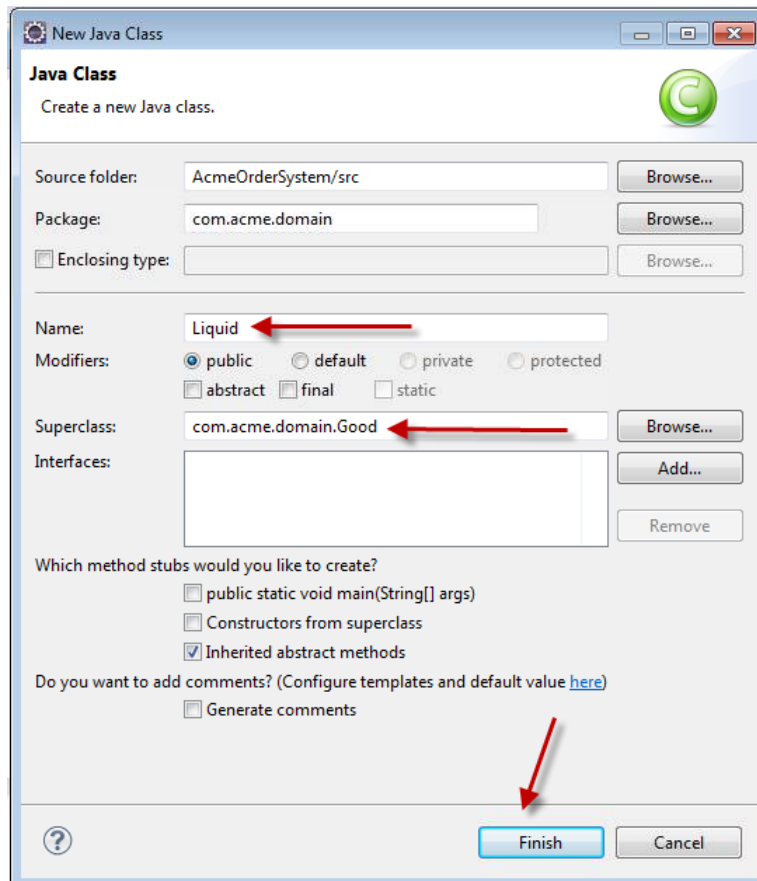 New Java Class
Java Class
Create a new Java class.
Source folder: AcmeOrderSystem/src Browse...
Package: com.acme.domain Browse...
Enclosing type: Browse...
Name: Liquid
Modifiers: public default private protected
abstract final static
Superclass: com.acme.domain.Good Browse...
Interfaces: Add...
Remove
Which method stubs would you like to create?
public static void main(String[] args)
Constructors from superclass
Inherited abstract methods
Do you want to add comments? (Configure templates and default value here)
Generate comments
? Finish Cancel